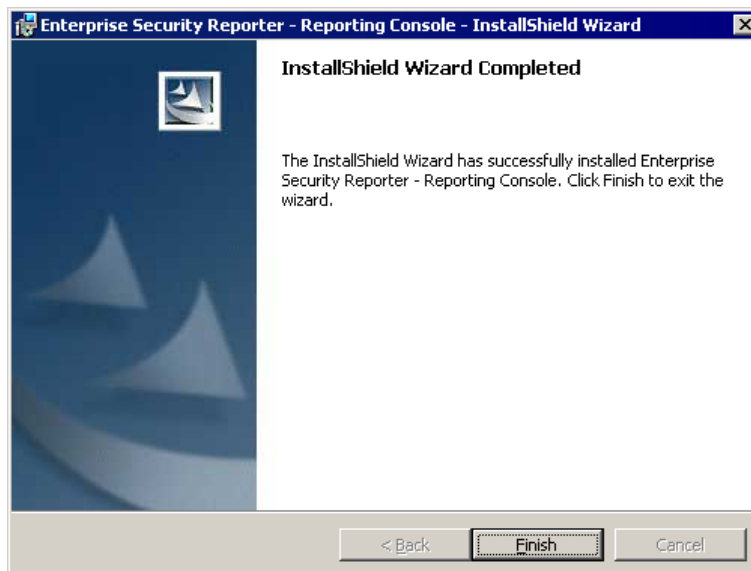 Enterprise Security Reporter - Reporting Console - InstallShield Wizard
InstallShield Wizard Completed
The InstallShield Wizard has successfully installed Enterprise
Security Reporter - Reporting Console. Click Finish to exit the
wizard.
< Back
Finish
Cancel